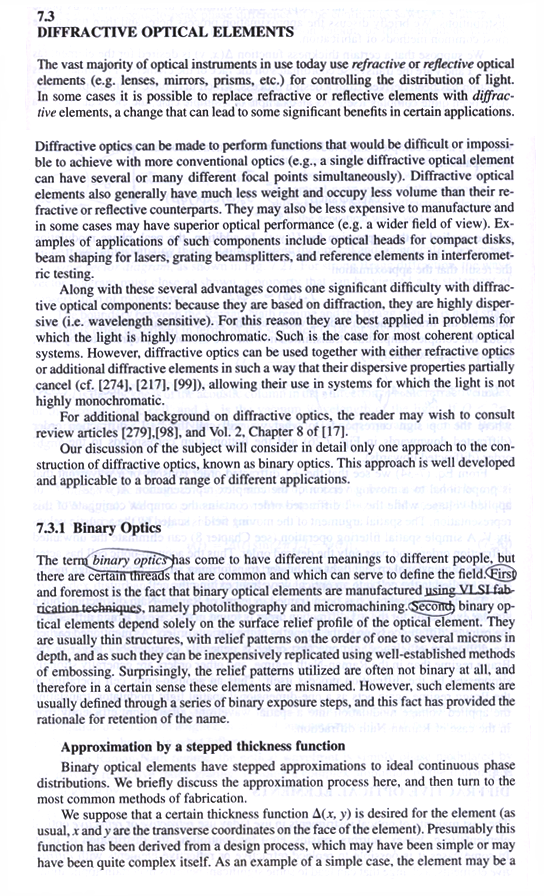 7.3
DIFFRACTIVE OPTICAL ELEMENTS
The vast majority of optical instruments in use today use refractive or reflective optical
elements (e.g. lenses, mirrors, prisms, etc.) for controlling the distribution of light.
In some cases it is possible to replace refractive or reflective elements with diffrac-
tive elements, a change that can lead to some significant benefits in certain applications.
Diffractive optics can be made to perform functions that would be difficult or impossi-
ble to achieve with more conventional optics (e.g., a single diffractive optical element
can have several or many different focal points simultaneously). Diffractive optical
elements also generally have much less weight and occupy less volume than their re-
fractive or reflective counterparts. They may also be less expensive to manufacture and
in some cases may have superior optical performance (e.g. a wider field of view). Ex-
amples of applications of such components include optical heads for compact disks,
beam shaping for lasers, grating beamsplitters, and reference elements in interferomet-
ric testing.
Along with these several advantages comes one significant difficulty with diffrac-
tive optical components: because they are based on diffraction, they are highly disper-
sive (i.e. wavelength sensitive). For this reason they are best applied in problems for
which the light is highly monochromatic. Such is the case for most coherent optical
systems. However, diffractive optics can be used together with either refractive optics
or additional diffractive elements in such a way that their dispersive properties partially
cancel (cf. [274], [217], [99]), allowing their use in systems for which the light is not
highly monochromatic.
For additional background on diffractive optics, the reader may wish to consult
review articles [279],[98], and Vol. 2, Chapter 8 of [17].
Our discussion of the subject will consider in detail only one approach to the con-
struction of diffractive optics, known as binary optics. This approach is well developed
and applicable to a broad range of different applications.
7.3.1 Binary Optics
The term binary optics has come to have different meanings to different people, but
there are certain threads that are common and which can serve to define the field. First
and foremost is the fact that binary optical elements are manufactured using VLSI fab-
rication techniques, namely photolithography and micromachining. Second, binary op-
tical elements depend solely on the surface relief profile of the optical element. They
are usually thin structures, with relief patterns on the order of one to several microns in
depth, and as such they can be inexpensively replicated using well-established methods
of embossing. Surprisingly, the relief patterns utilized are often not binary at all, and
therefore in a certain sense these elements are misnamed. However, such elements are
usually defined through a series of binary exposure steps, and this fact has provided the
rationale for retention of the name.
Approximation by a stepped thickness function
Binary optical elements have stepped approximations to ideal continuous phase
distributions. We briefly discuss the approximation process here, and then turn to the
most common methods of fabrication.
We suppose that a certain thickness function Δ(x, y) is desired for the element (as
usual, x and y are the transverse coordinates on the face of the element). Presumably this
function has been derived from a design process, which may have been simple or may
have been quite complex itself. As an example of a simple case, the element may be a